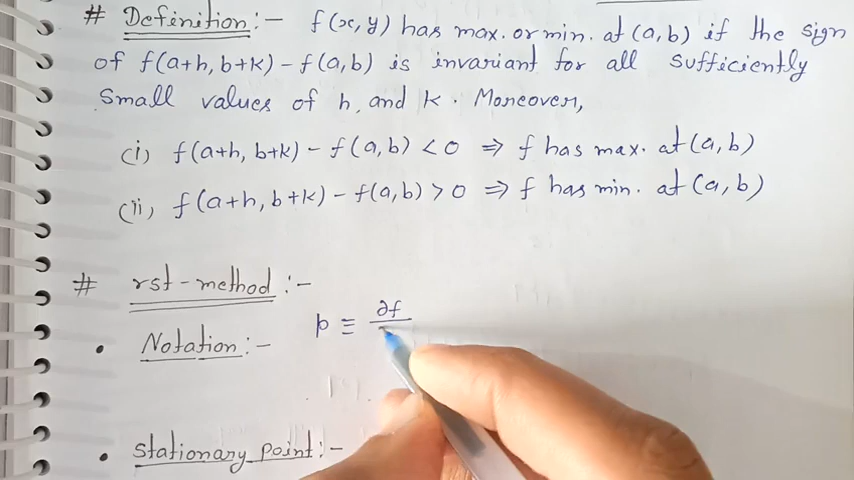 # Definition :- f(x, y) has max. or min. at (a, b) if the sign
of f(a+h, b+k) - f(a, b) is invariant for all sufficiently
small values of h, and k. Moreover,
(i) f(a+h, b+k) - f(a, b) < 0 ⇒ f has max. at (a, b)
(ii) f(a+h, b+k) - f(a, b) > 0 ⇒ f has min. at (a, b)
# rst-method :-
• Notation :- p ≡ ∂f
• stationary point :-